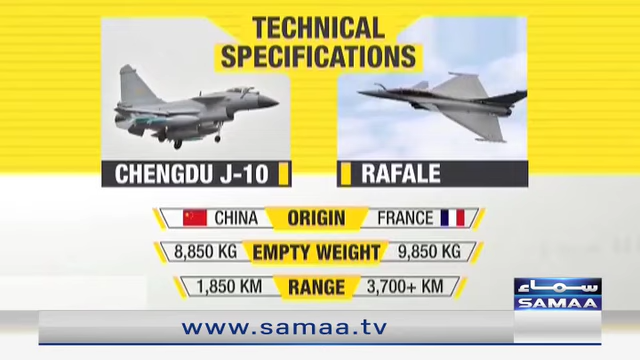 TECHNICAL
SPECIFICATIONS
CHENGDU J-10
RAFALE
CHINA ORIGIN FRANCE
8,850 KG EMPTY WEIGHT 9,850 KG
1,850 KM RANGE 3,700+ KM
سماء
SAMAA
www.samaa.tv